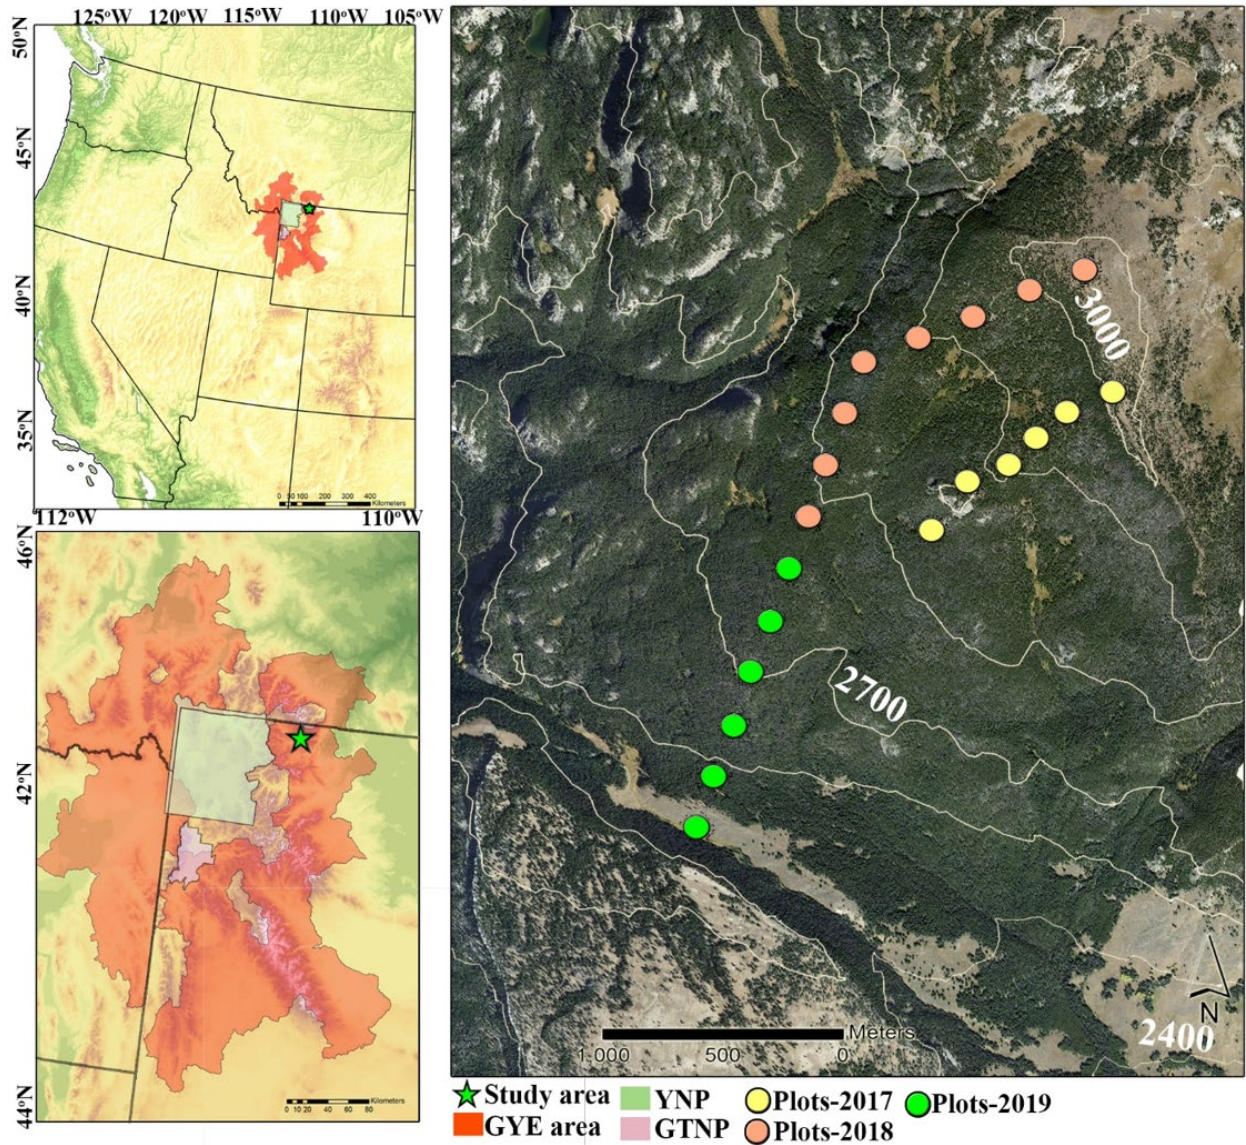 125°W 120°W 115°W 110°W 105°W
50°N
45°N
40°N
35°N
0 50 100 200 300 400
Kilometers
112°W 110°W
46°N
42°N
44°N
0 10 20 40 60 80
Kilometers
3000
2700
2400
N
Meters
1 000 500 0
Study area
GYE area
YNP
GTNP
Plots-2017
Plots-2018
Plots-2019